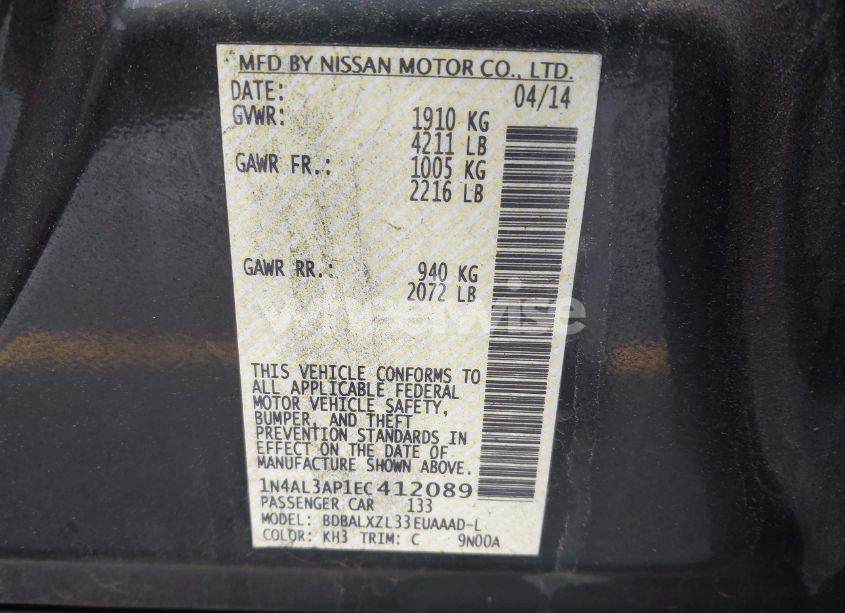 MFD BY NISSAN MOTOR CO., LTD.
DATE: 04/14
GVWR: 1910 KG
4211 LB
GAWR FR.: 1005 KG
2216 LB
GAWR RR.: 940 KG
2072 LB
wheelwise
THIS VEHICLE CONFORMS TO
ALL APPLICABLE FEDERAL
MOTOR VEHICLE SAFETY,
BUMPER, AND THEFT
PREVENTION STANDARDS IN
EFFECT ON THE DATE OF
MANUFACTURE SHOWN ABOVE.
1N4AL3AP1EC412089
PASSENGER CAR 133
MODEL: BDBALXZL33EUAAAD-L
COLOR: KH3 TRIM: C 9N00A